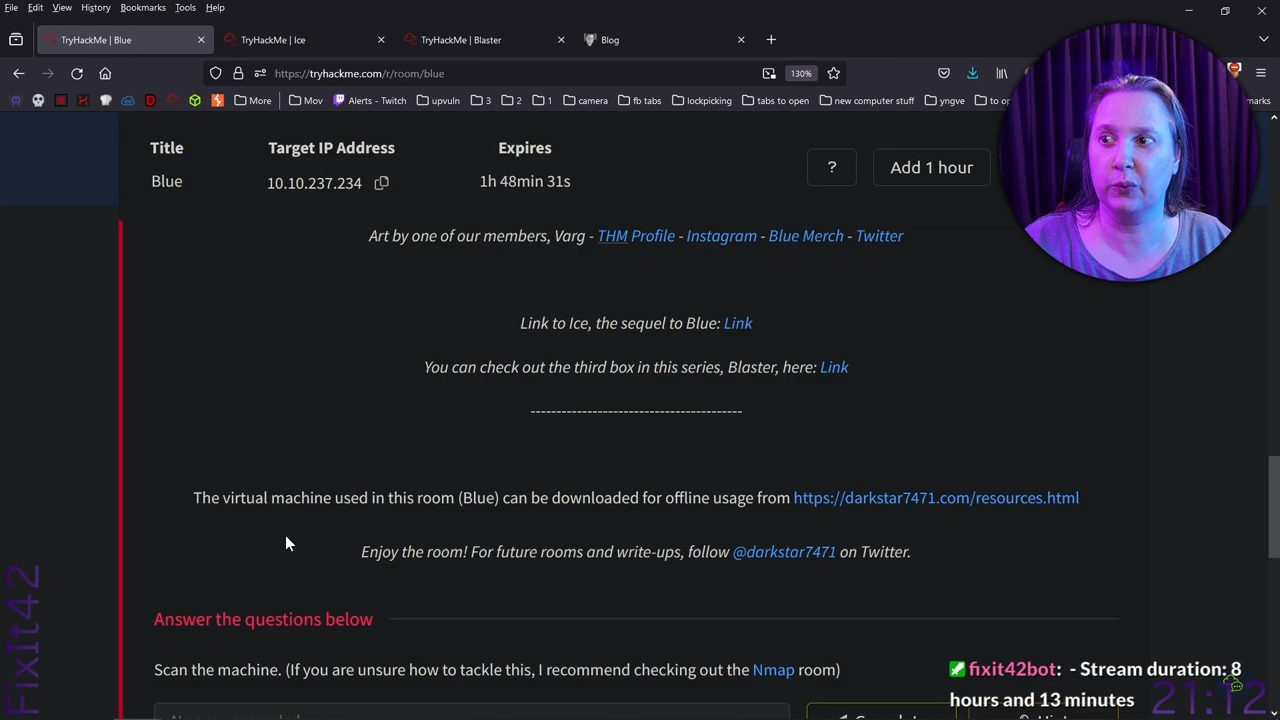 File Edit View History Bookmarks Tools Help
TryHackMe | Blue TryHackMe | Ice TryHackMe | Blaster Blog
https://tryhackme.com/r/room/blue 130%
More Mov Alerts - Twitch upvuln 3 2 1 camera fb tabs lockpicking tabs to open new computer stuff yngve to o marks
Title Target IP Address Expires
Blue 10.10.237.234 1h 48min 31s ? Add 1 hour
Art by one of our members, Varg - THM Profile - Instagram - Blue Merch - Twitter
Link to Ice, the sequel to Blue: Link
You can check out the third box in this series, Blaster, here: Link
----------------------------------------
The virtual machine used in this room (Blue) can be downloaded for offline usage from https://darkstar7471.com/resources.html
Enjoy the room! For future rooms and write-ups, follow @darkstar7471 on Twitter.
Answer the questions below
Scan the machine. (If you are unsure how to tackle this, I recommend checking out the Nmap room)
fixit42bot: - Stream duration: 8
hours and 13 minutes
21:12
FixIt42